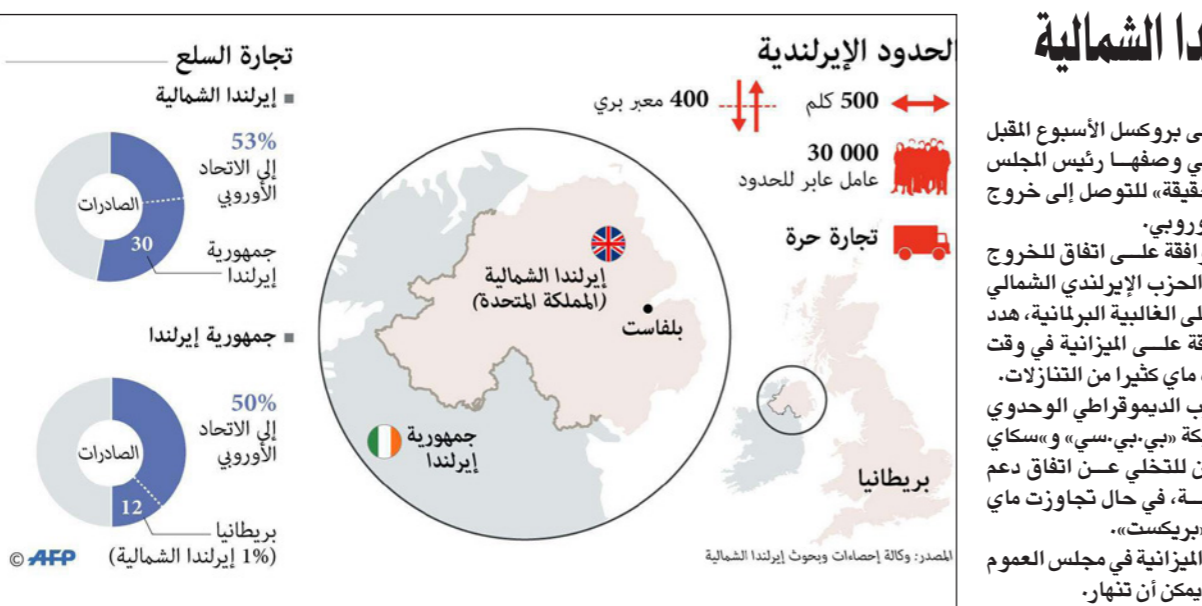 دا الشمالية
ى بروكسل الأسبوع المقبل
ي وصفهـا رئيس المجلس
قيقة» للتوصل إلى خروج
وروبي.
وافقة علـى اتفاق للخروج
الحزب الإيرلندي الشمالي
لى الغالبية البرلمانية، هدد
قة علـى الميزانية في وقت
ماي كثيرا من التنازلات.
ب الديموقراطي الوحدوي
كة «بي.بي.سي» و»سكاي
ن للتخلي عـن اتفاق دعم
ـة، في حال تجاوزت ماي
«بريكست».
الميزانية في مجلس العموم
يمكن أن تنهار.
الحدود الإيرلندية
500 كلم
400 معبر بري
30 000
عامل عابر للحدود
تجارة حرة
إيرلندا الشمالية
(المملكة المتحدة)
بلفاست
جمهورية
إيرلندا
بريطانيا
المصدر: وكالة إحصاءات وبحوث إيرلندا الشمالية
تجارة السلع
إيرلندا الشمالية
53%
إلى الاتحاد
الأوروبي
الصادرات
30
جمهورية
إيرلندا
جمهورية إيرلندا
50%
إلى الاتحاد
الأوروبي
الصادرات
12
بريطانيا
(1% إيرلندا الشمالية)
© AFP